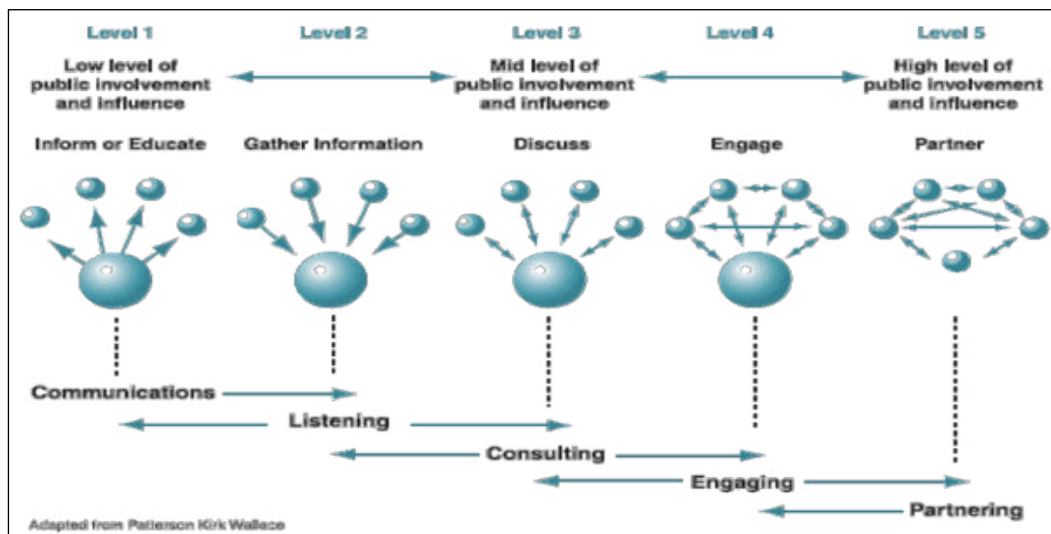 Level 1
Level 2
Level 3
Level 4
Level 5
Low level of
public involvement
and influence
Mid level of
public involvement
and influence
High level of
public involvement
and influence
Inform or Educate
Gather Information
Discuss
Engage
Partner
Communications
Listening
Consulting
Engaging
Partnering
Adapted from Patterson Kirk Wallace